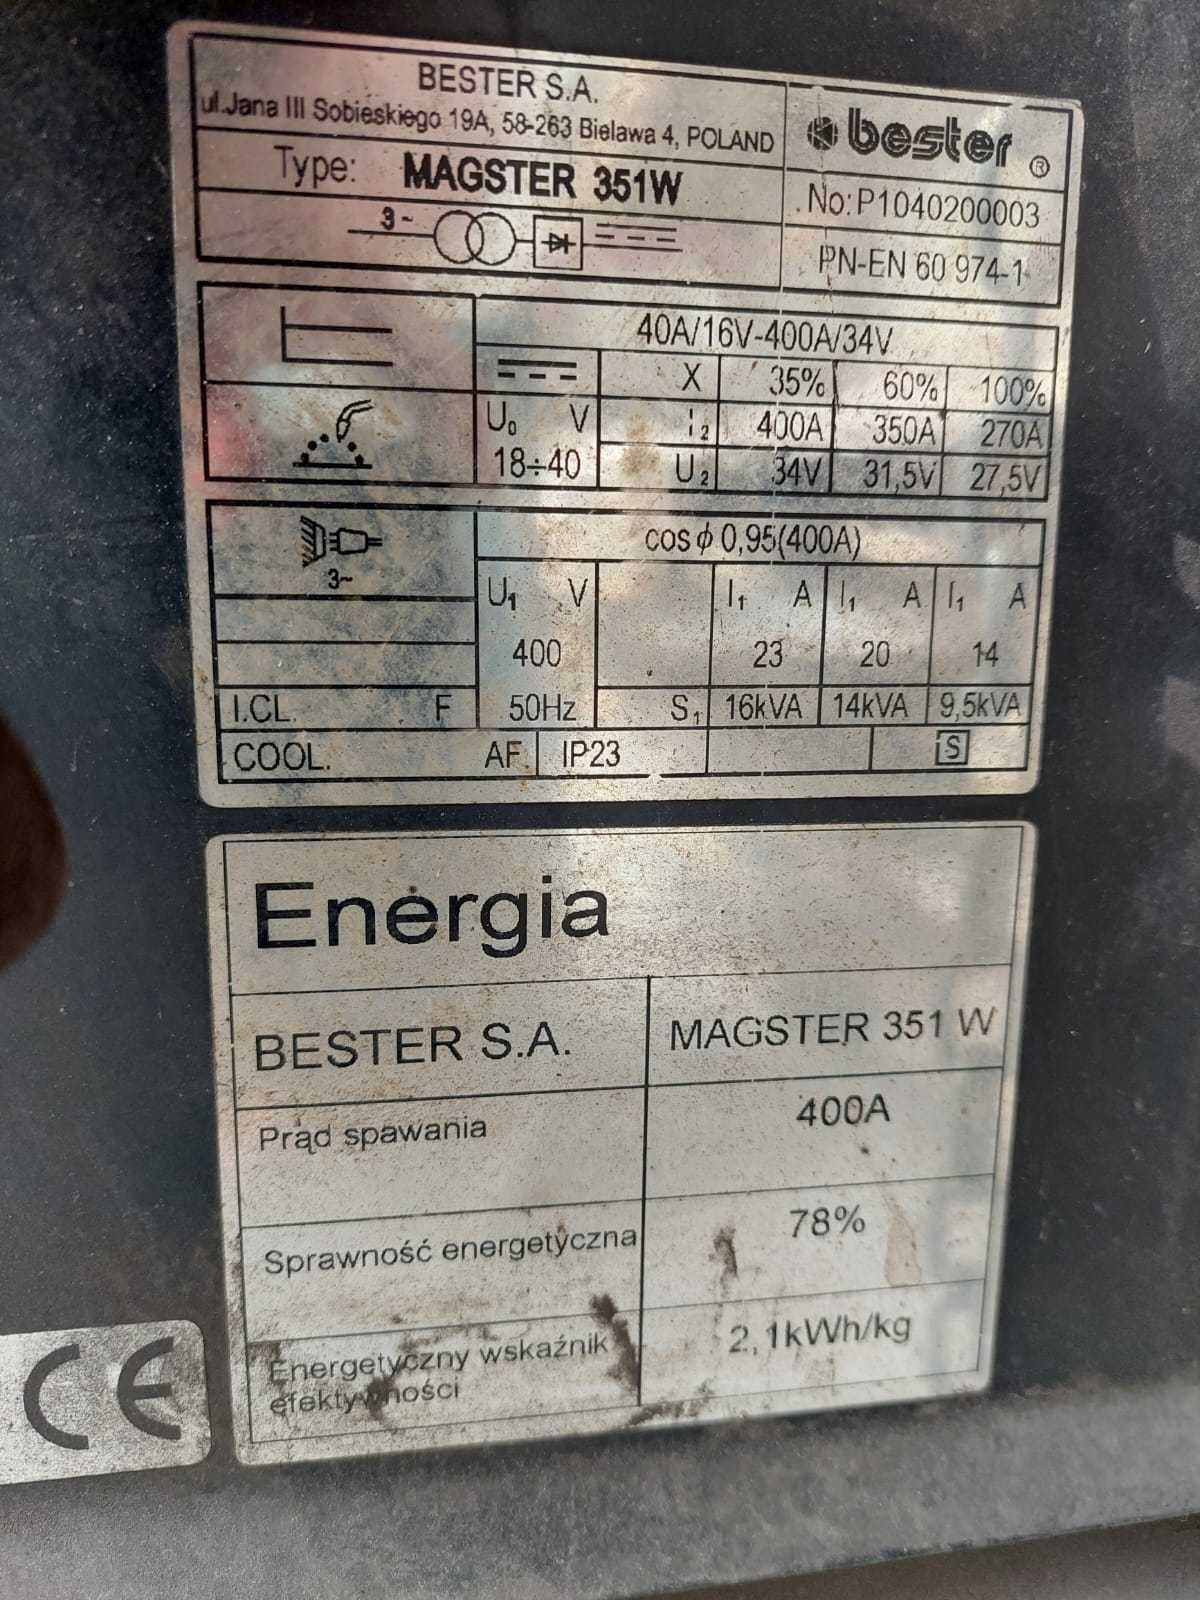 BESTER S.A.
ul.Jana III Sobieskiego 19A, 58-263 Bielawa 4, POLAND
bester ®
Type: MAGSTER 351W
No: P1040200003
3~
PN-EN 60 974-1
40A/16V-400A/34V
X 35% 60% 100%
U₀ V I₂ 400A 350A 270A
18÷40 U₂ 34V 31,5V 27,5V
cos ϕ 0,95(400A)
3~
U₁ V I₁ A I₁ A I₁ A
400 23 20 14
I.CL. F 50Hz S₁ 16kVA 14kVA 9,5kVA
COOL. AF IP23 S
Energia
BESTER S.A. MAGSTER 351 W
Prąd spawania 400A
Sprawność energetyczna 78%
Energetyczny wskaźnik 2,1kWh/kg
efektywności
CE